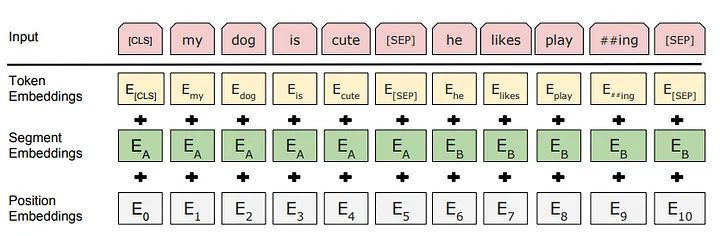 Input [CLS] my dog is cute [SEP] he likes play ##ing [SEP]
Token
Embeddings E[CLS] Emy Edog Eis Ecute E[SEP] Ehe Elikes Eplay E##ing E[SEP]
+ + + + + + + + + + +
Segment
Embeddings EA EA EA EA EA EA EB EB EB EB EB
+ + + + + + + + + + +
Position
Embeddings E0 E1 E2 E3 E4 E5 E6 E7 E8 E9 E10